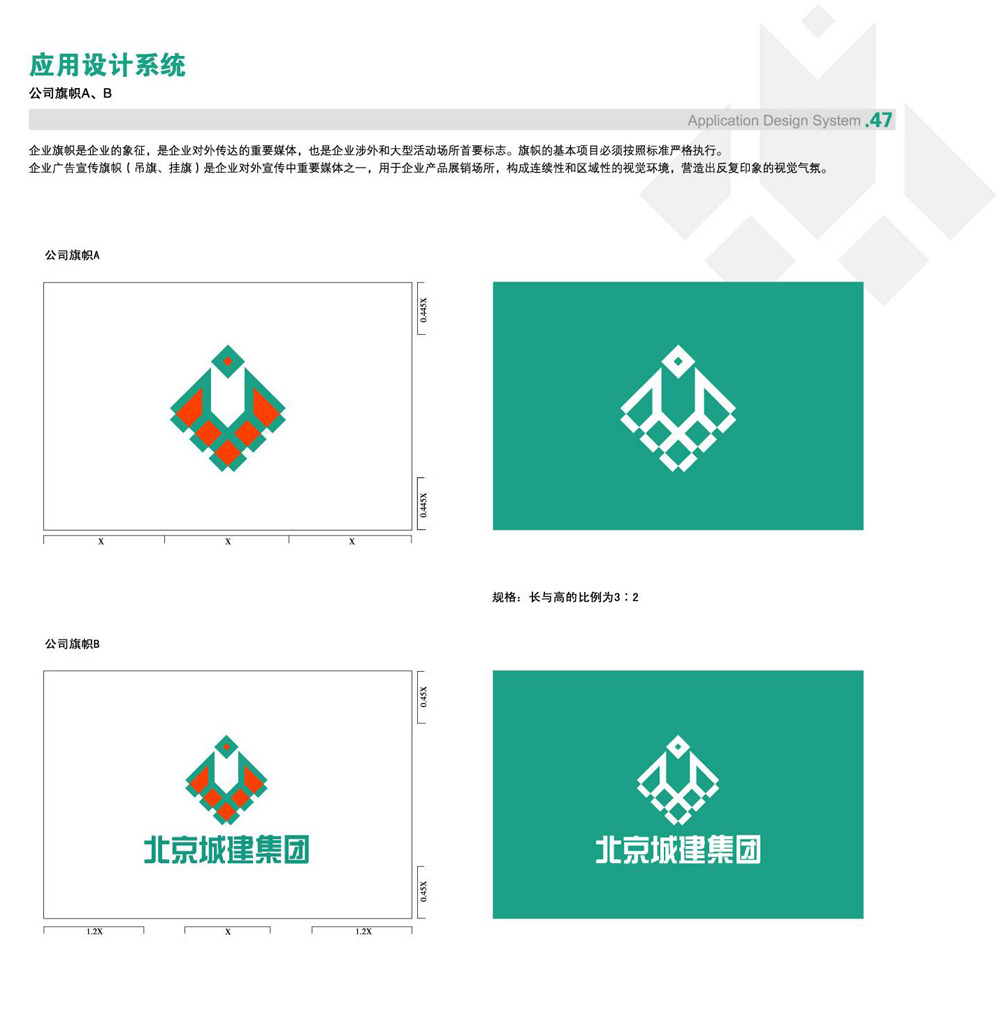 应用设计系统
公司旗帜A、B
Application Design System .47
企业旗帜是企业的象征，是企业对外传达的重要媒体，也是企业涉外和大型活动场所首要标志。旗帜的基本项目必须按照标准严格执行。
企业广告宣传旗帜（吊旗、挂旗）是企业对外宣传中重要媒体之一，用于企业产品展销场所，构成连续性和区域性的视觉环境，营造出反复印象的视觉气氛。
公司旗帜A
0.445X
0.445X
X X X
规格：长与高的比例为3：2
公司旗帜B
0.45X
北京城建集团
北京城建集团
0.45X
1.2X X 1.2X